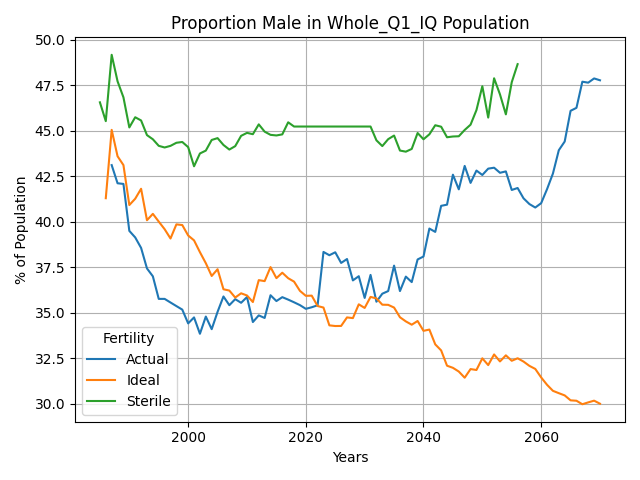 Proportion Male in Whole_Q1_IQ Population
% of Population
50.0
47.5
45.0
42.5
40.0
37.5
35.0
32.5
30.0
Fertility
Actual
Ideal
Sterile
2000
2020
2040
2060
Years